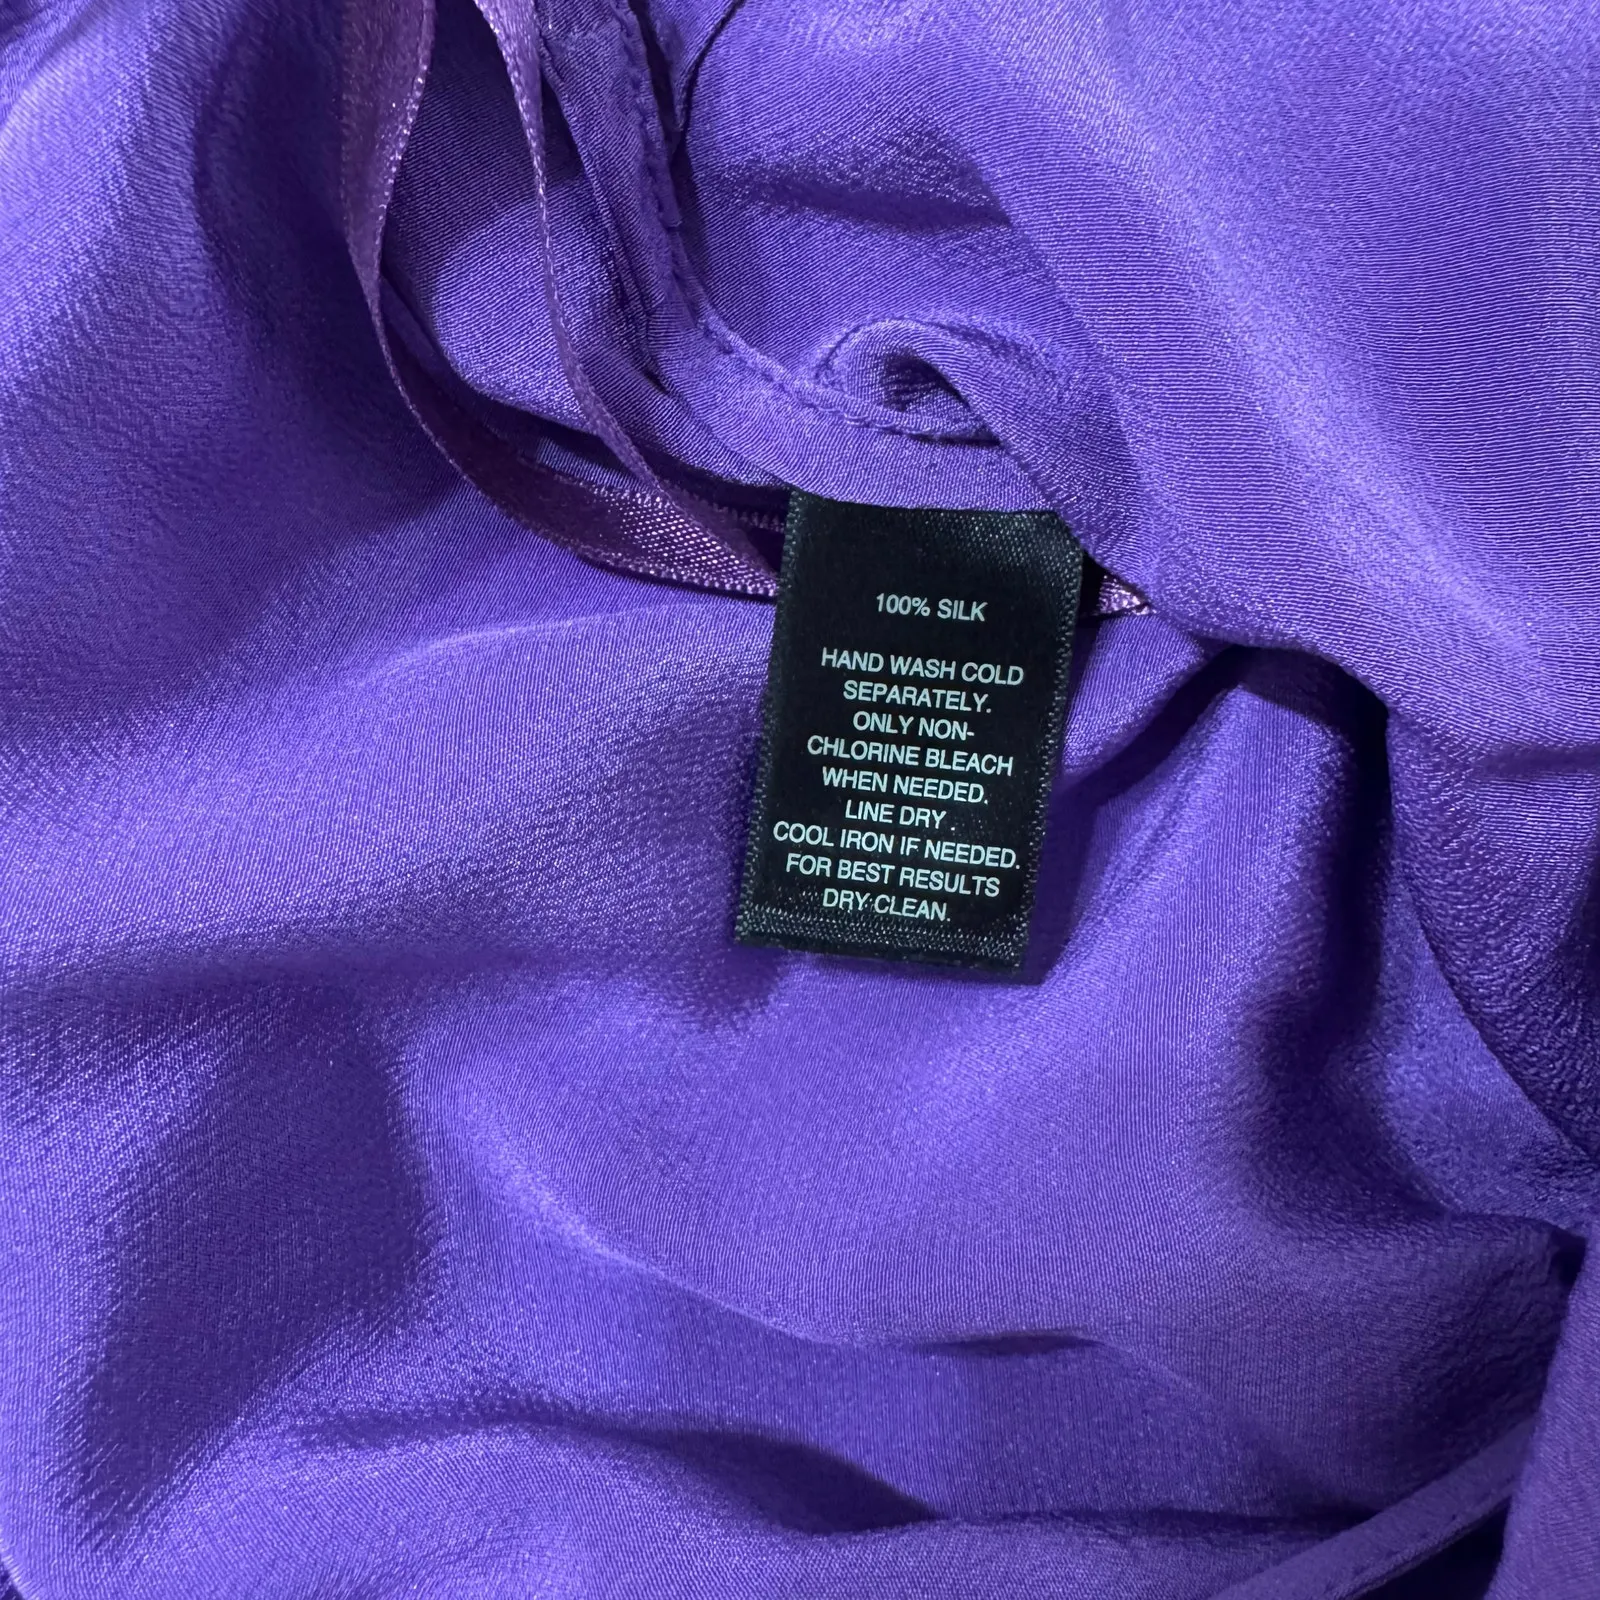 100% SILK
HAND WASH COLD
SEPARATELY.
ONLY NON-
CHLORINE BLEACH
WHEN NEEDED.
LINE DRY .
COOL IRON IF NEEDED.
FOR BEST RESULTS
DRY CLEAN.